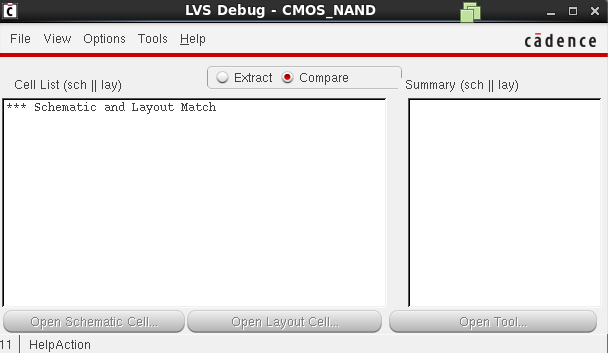 LVS Debug - CMOS_NAND
File View Options Tools Help
cādence
Extract Compare
Cell List (sch || lay)
Summary (sch || lay)
*** Schematic and Layout Match
Open Schematic Cell... Open Layout Cell... Open Tool...
11 HelpAction